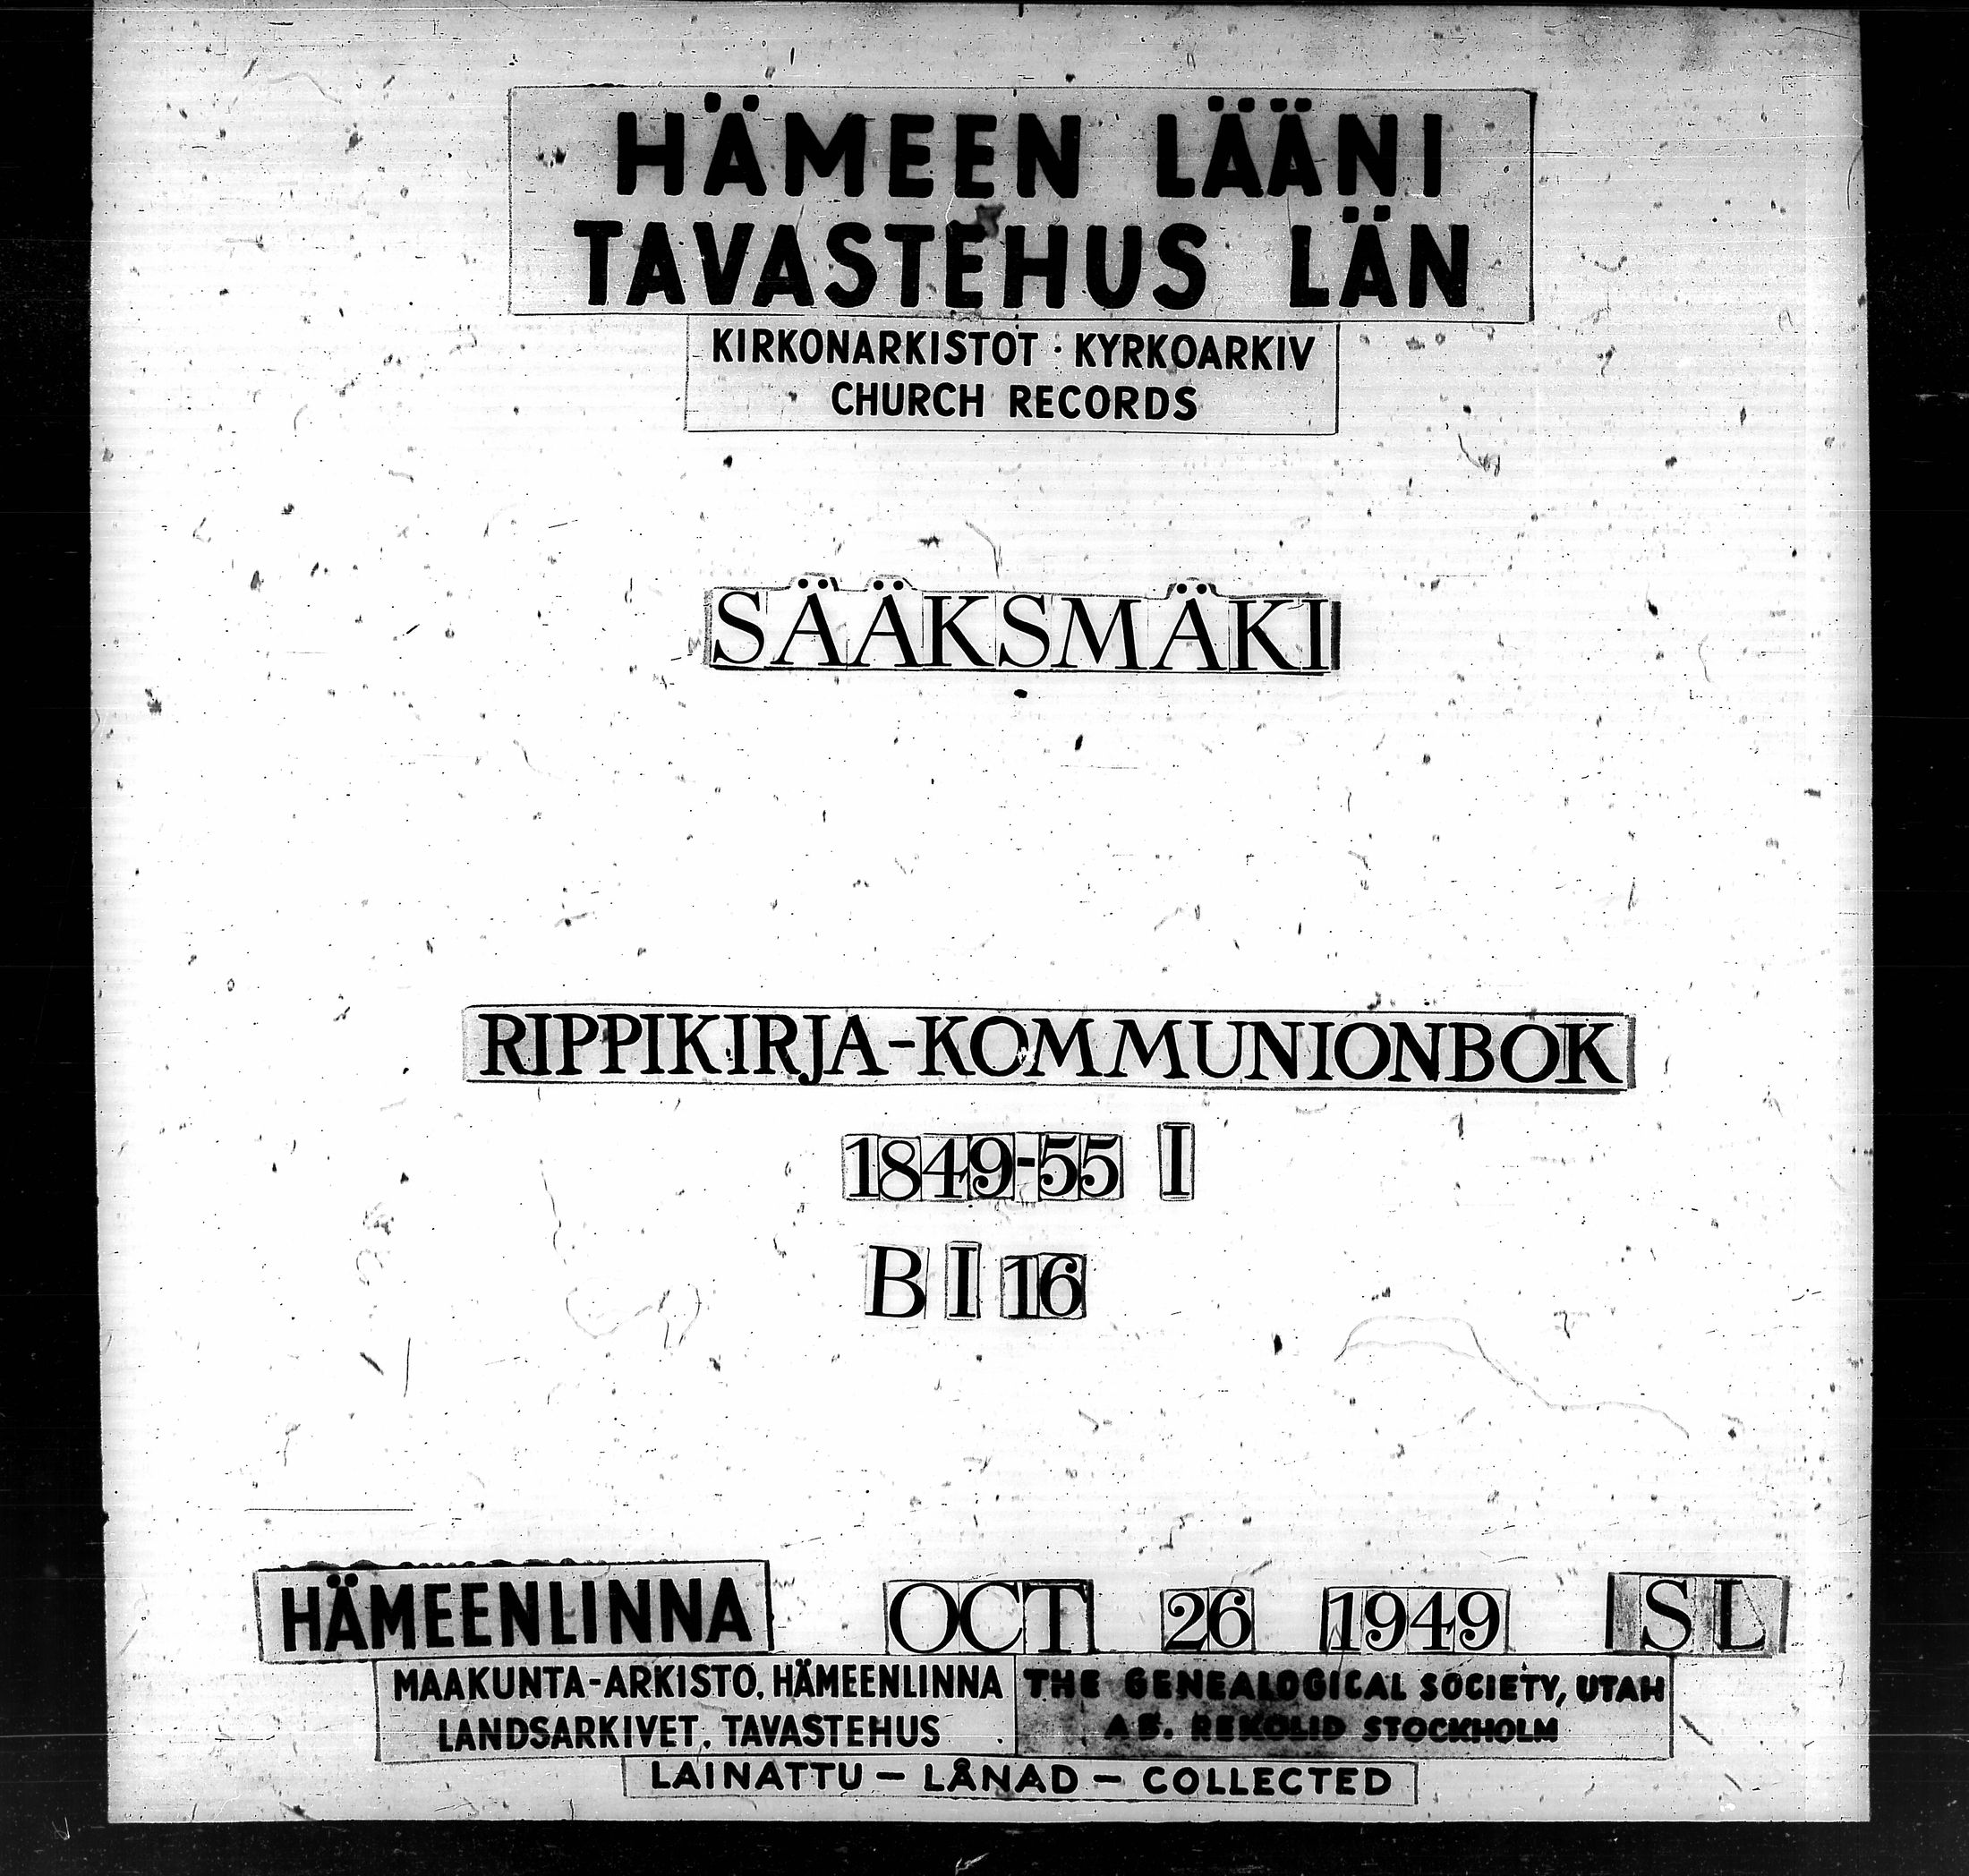 HÄMEEN LÄÄNI
TAVASTEHUS LÄN
KIRKONARKISTOT · KYRKOARKIV
CHURCH RECORDS
SÄÄKSMÄKI
RIPPIKIRJA-KOMMUNIONBOK
1849-55 I
B I 16
HÄMEENLINNA OCT 26 1949 SL
MAAKUNTA-ARKISTO, HÄMEENLINNA
LANDSARKIVET, TAVASTEHUS
THE GENEALOGICAL SOCIETY, UTAH
AB. REKOLID STOCKHOLM
LAINATTU – LÅNAD – COLLECTED